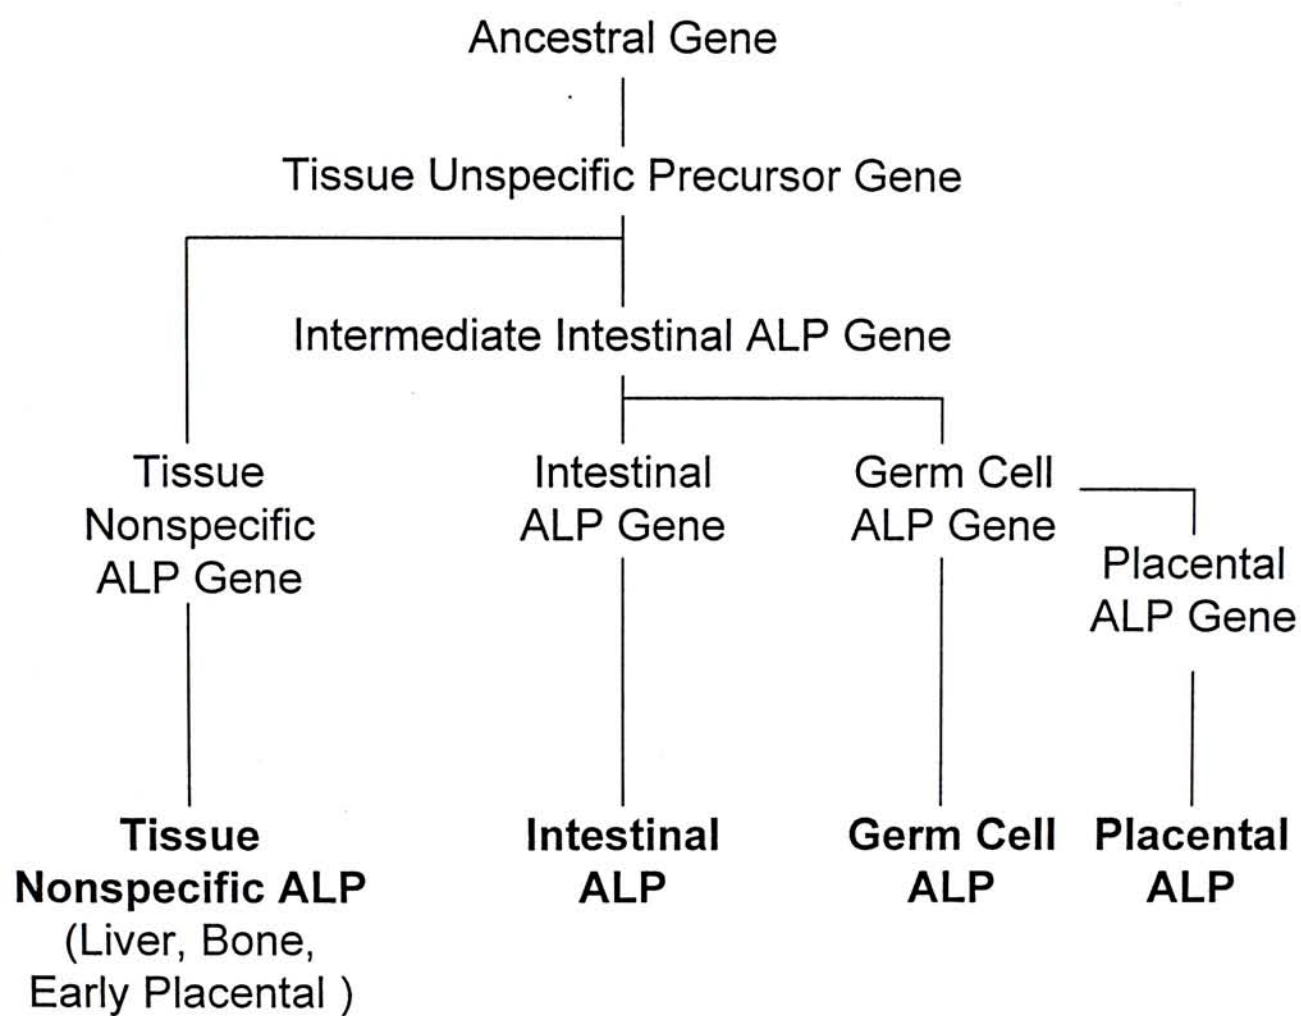 Ancestral Gene
Tissue Unspecific Precursor Gene
Intermediate Intestinal ALP Gene
Tissue
Nonspecific
ALP Gene
Intestinal
ALP Gene
Germ Cell
ALP Gene
Placental
ALP Gene
Tissue
Nonspecific ALP
(Liver, Bone,
Early Placental )
Intestinal
ALP
Germ Cell
ALP
Placental
ALP